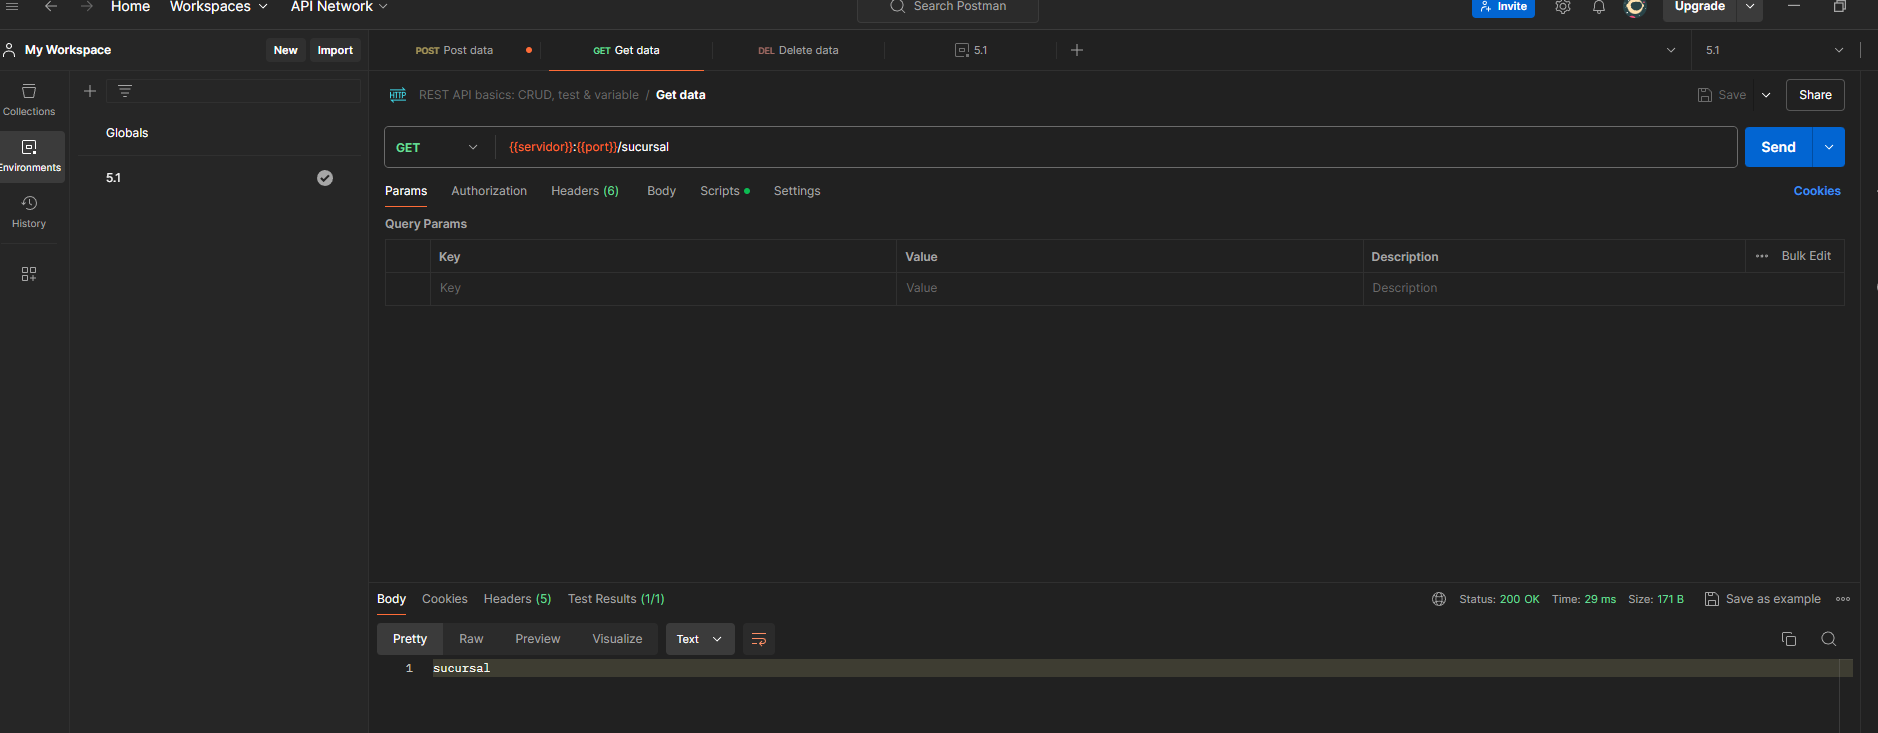 Home Workspaces API Network Search Postman Invite Upgrade
My Workspace New Import POST Post data GET Get data DEL Delete data 5.1 5.1
Collections
REST API basics: CRUD, test & variable / Get data Save Share
Globals
Environments
GET {{servidor}}:{{port}}/sucursal Send
5.1
History
Params Authorization Headers (6) Body Scripts Settings Cookies
Query Params
Key Value Description ••• Bulk Edit
Key Value Description
Body Cookies Headers (5) Test Results (1/1) Status: 200 OK Time: 29 ms Size: 171 B Save as example
Pretty Raw Preview Visualize Text
1 sucursal